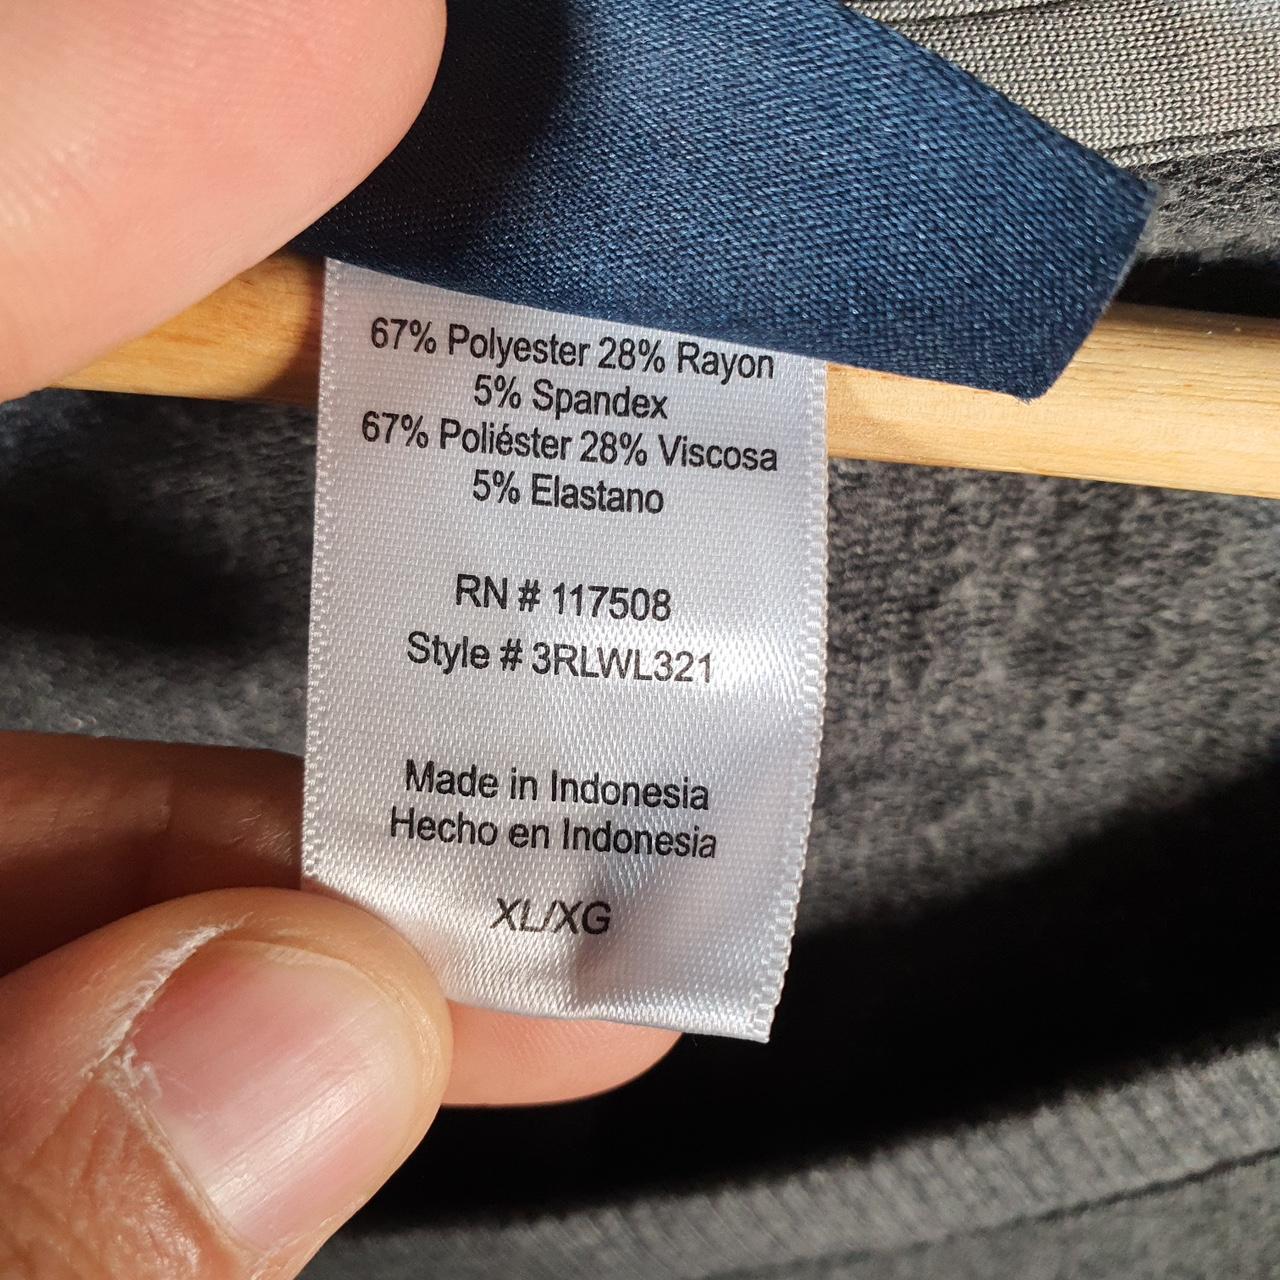 67% Polyester 28% Rayon
5% Spandex
67% Poliéster 28% Viscosa
5% Elastano
RN # 117508
Style # 3RLWL321
Made in Indonesia
Hecho en Indonesia
XL/XG